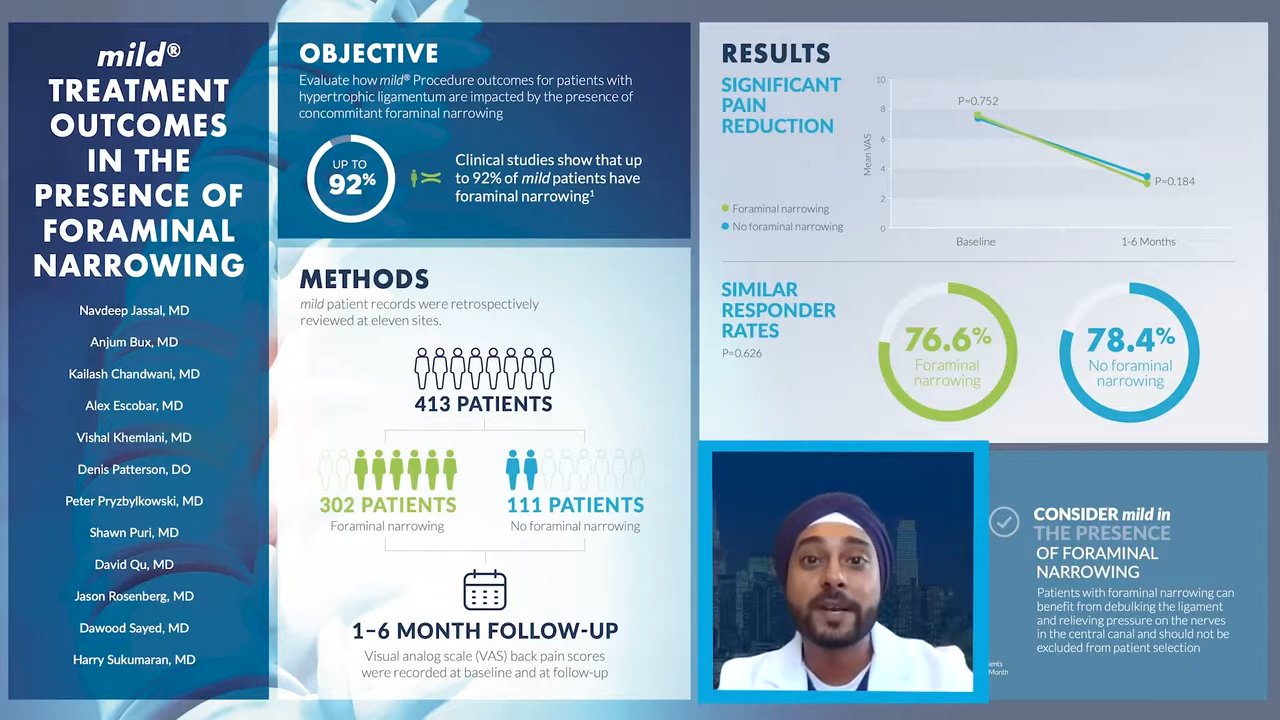 mild®
TREATMENT
OUTCOMES
IN THE
PRESENCE OF
FORAMINAL
NARROWING
Navdeep Jassal, MD
Anjum Bux, MD
Kailash Chandwani, MD
Alex Escobar, MD
Vishal Khemlani, MD
Denis Patterson, DO
Peter Pryzbylkowski, MD
Shawn Puri, MD
David Qu, MD
Jason Rosenberg, MD
Dawood Sayed, MD
Harry Sukumaran, MD
OBJECTIVE
Evaluate how mild® Procedure outcomes for patients with
hypertrophic ligamentum are impacted by the presence of
concommitant foraminal narrowing
UP TO
92%
Clinical studies show that up
to 92% of mild patients have
foraminal narrowing¹
METHODS
mild patient records were retrospectively
reviewed at eleven sites.
413 PATIENTS
302 PATIENTS
Foraminal narrowing
111 PATIENTS
No foraminal narrowing
1–6 MONTH FOLLOW-UP
Visual analog scale (VAS) back pain scores
were recorded at baseline and at follow-up
RESULTS
SIGNIFICANT
PAIN
REDUCTION
Foraminal narrowing
No foraminal narrowing
Mean VAS
10
8
6
4
2
0
P=0.752
P=0.184
Baseline
1-6 Months
SIMILAR
RESPONDER
RATES
P=0.626
76.6%
Foraminal
narrowing
78.4%
No foraminal
narrowing
CONSIDER mild in
THE PRESENCE
OF FORAMINAL
NARROWING
Patients with foraminal narrowing can
benefit from debulking the ligament
and relieving pressure on the nerves
in the central canal and should not be
excluded from patient selection
Month